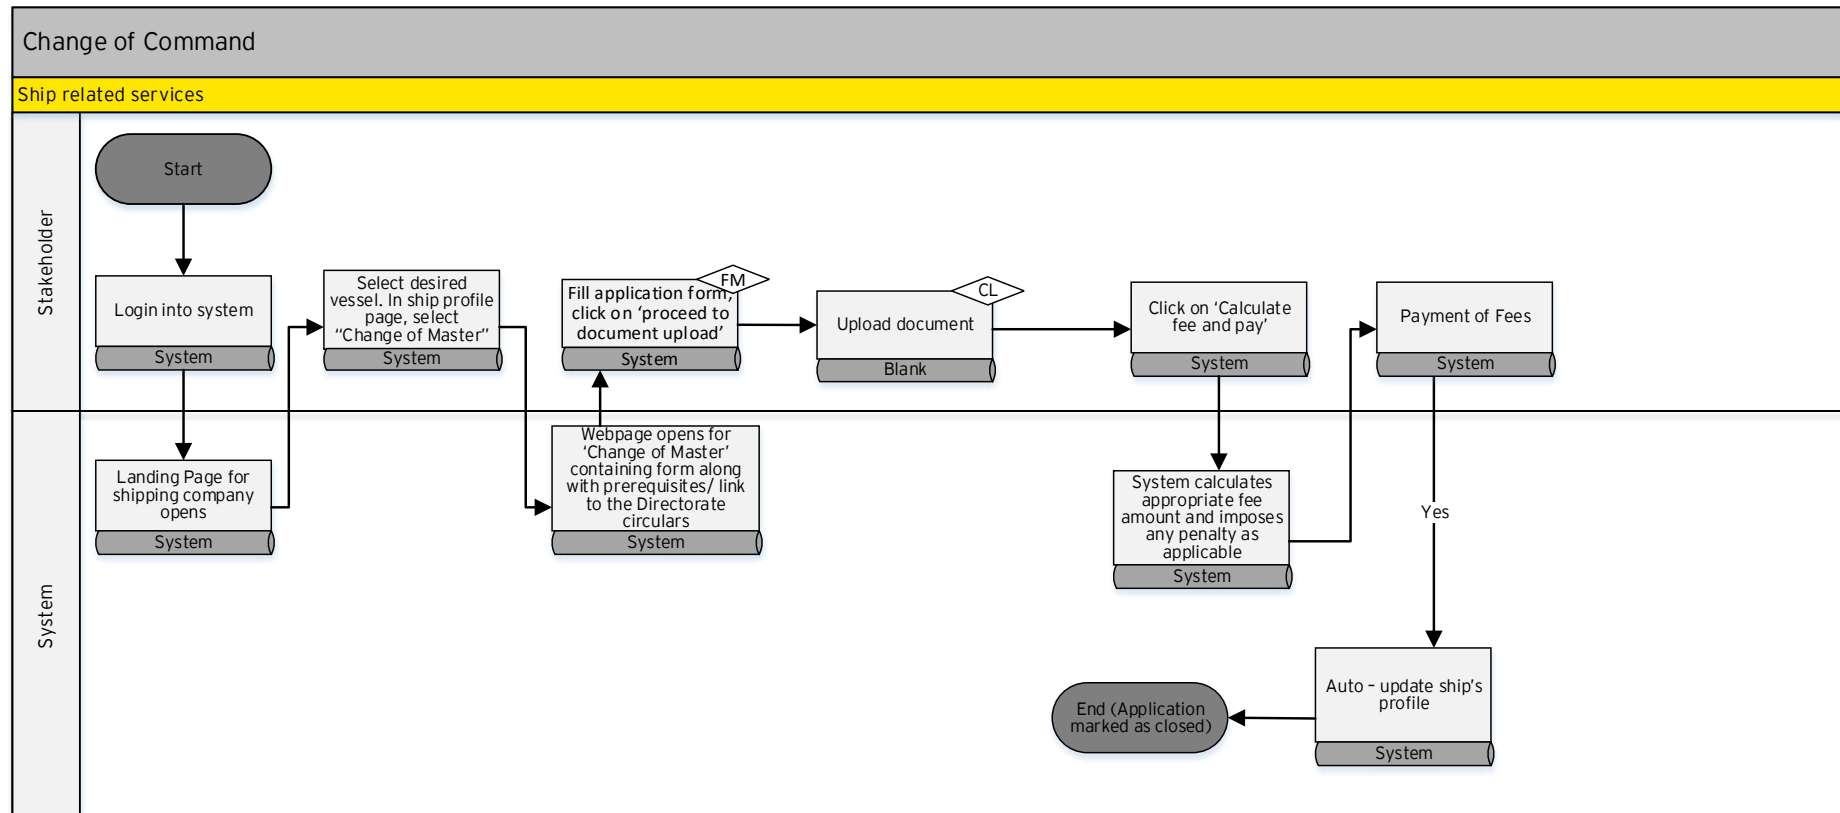 Change of Command
Ship related services
Stakeholder
Start
Login into system
System
Select desired
vessel. In ship profile
page, select
“Change of Master”
System
FM
Fill application form,
click on ‘proceed to
document upload’
System
CL
Upload document
Blank
Click on ‘Calculate
fee and pay’
System
Payment of Fees
System
System
Landing Page for
shipping company
opens
System
Webpage opens for
‘Change of Master’
containing form along
with prerequisites/ link
to the Directorate
circulars
System
System calculates
appropriate fee
amount and imposes
any penalty as
applicable
System
Yes
Auto – update ship’s
profile
System
End (Application
marked as closed)